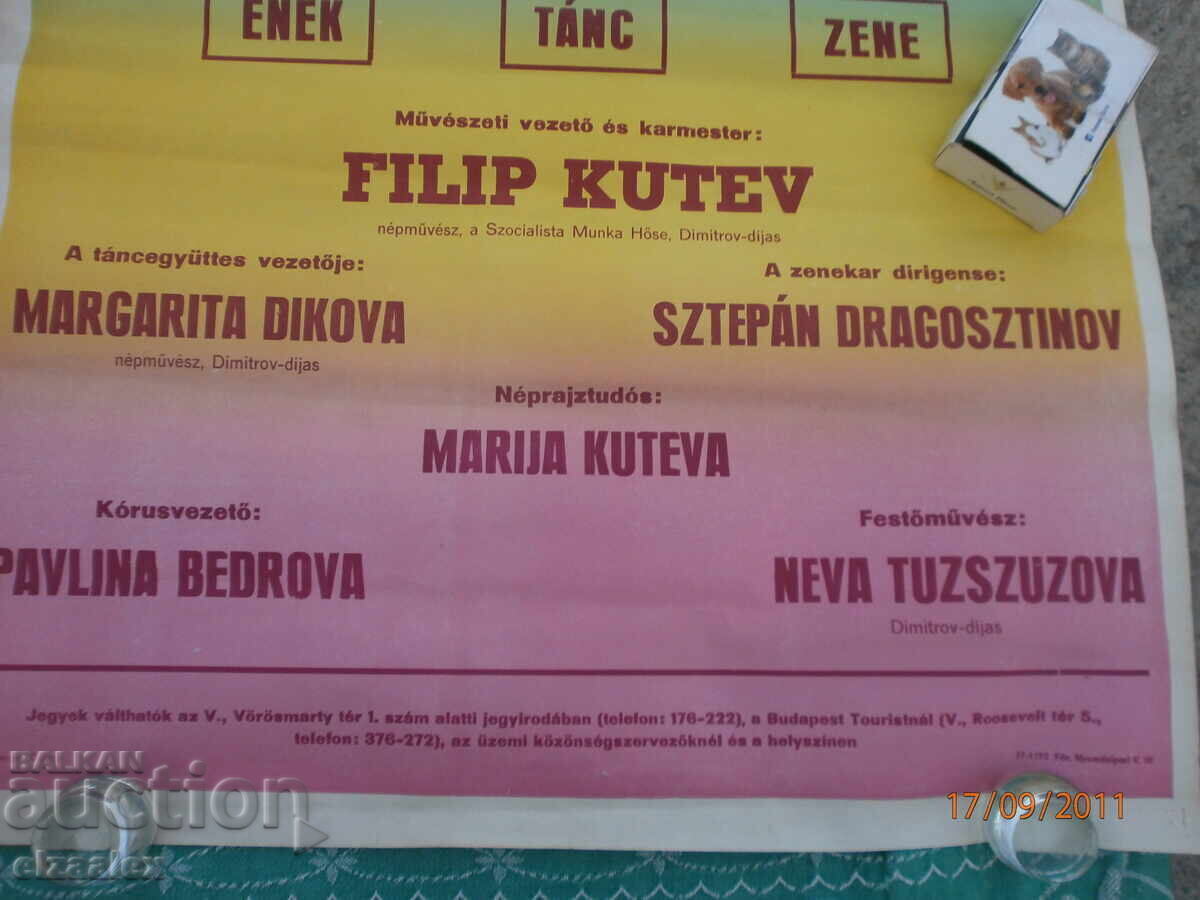 ÉNEK
TÁNC
ZENE
Művészeti vezető és karmester:
FILIP KUTEV
népművész, a Szocialista Munka Hőse, Dimitrov-díjas
A táncegyüttes vezetője:
MARGARITA DIKOVA
népművész, Dimitrov-díjas
A zenekar dirigense:
SZTEPÁN DRAGOSZTINOV
Néprajztudós:
MARIJA KUTEVA
Kórusvezető:
PAVLINA BEDROVA
Festőművész:
NEVA TUZSZUZOVA
Dimitrov-díjas
Jegyek válthatók az V., Vörösmarty tér 1. szám alatti jegyirodában (telefon: 176-222), a Budapest Touristnál (V., Roosevelt tér 5.,
telefon: 376-272), az üzemi közönségszervezőknél és a helyszínen
BALKAN
auction
elzaalex
17/09/2011